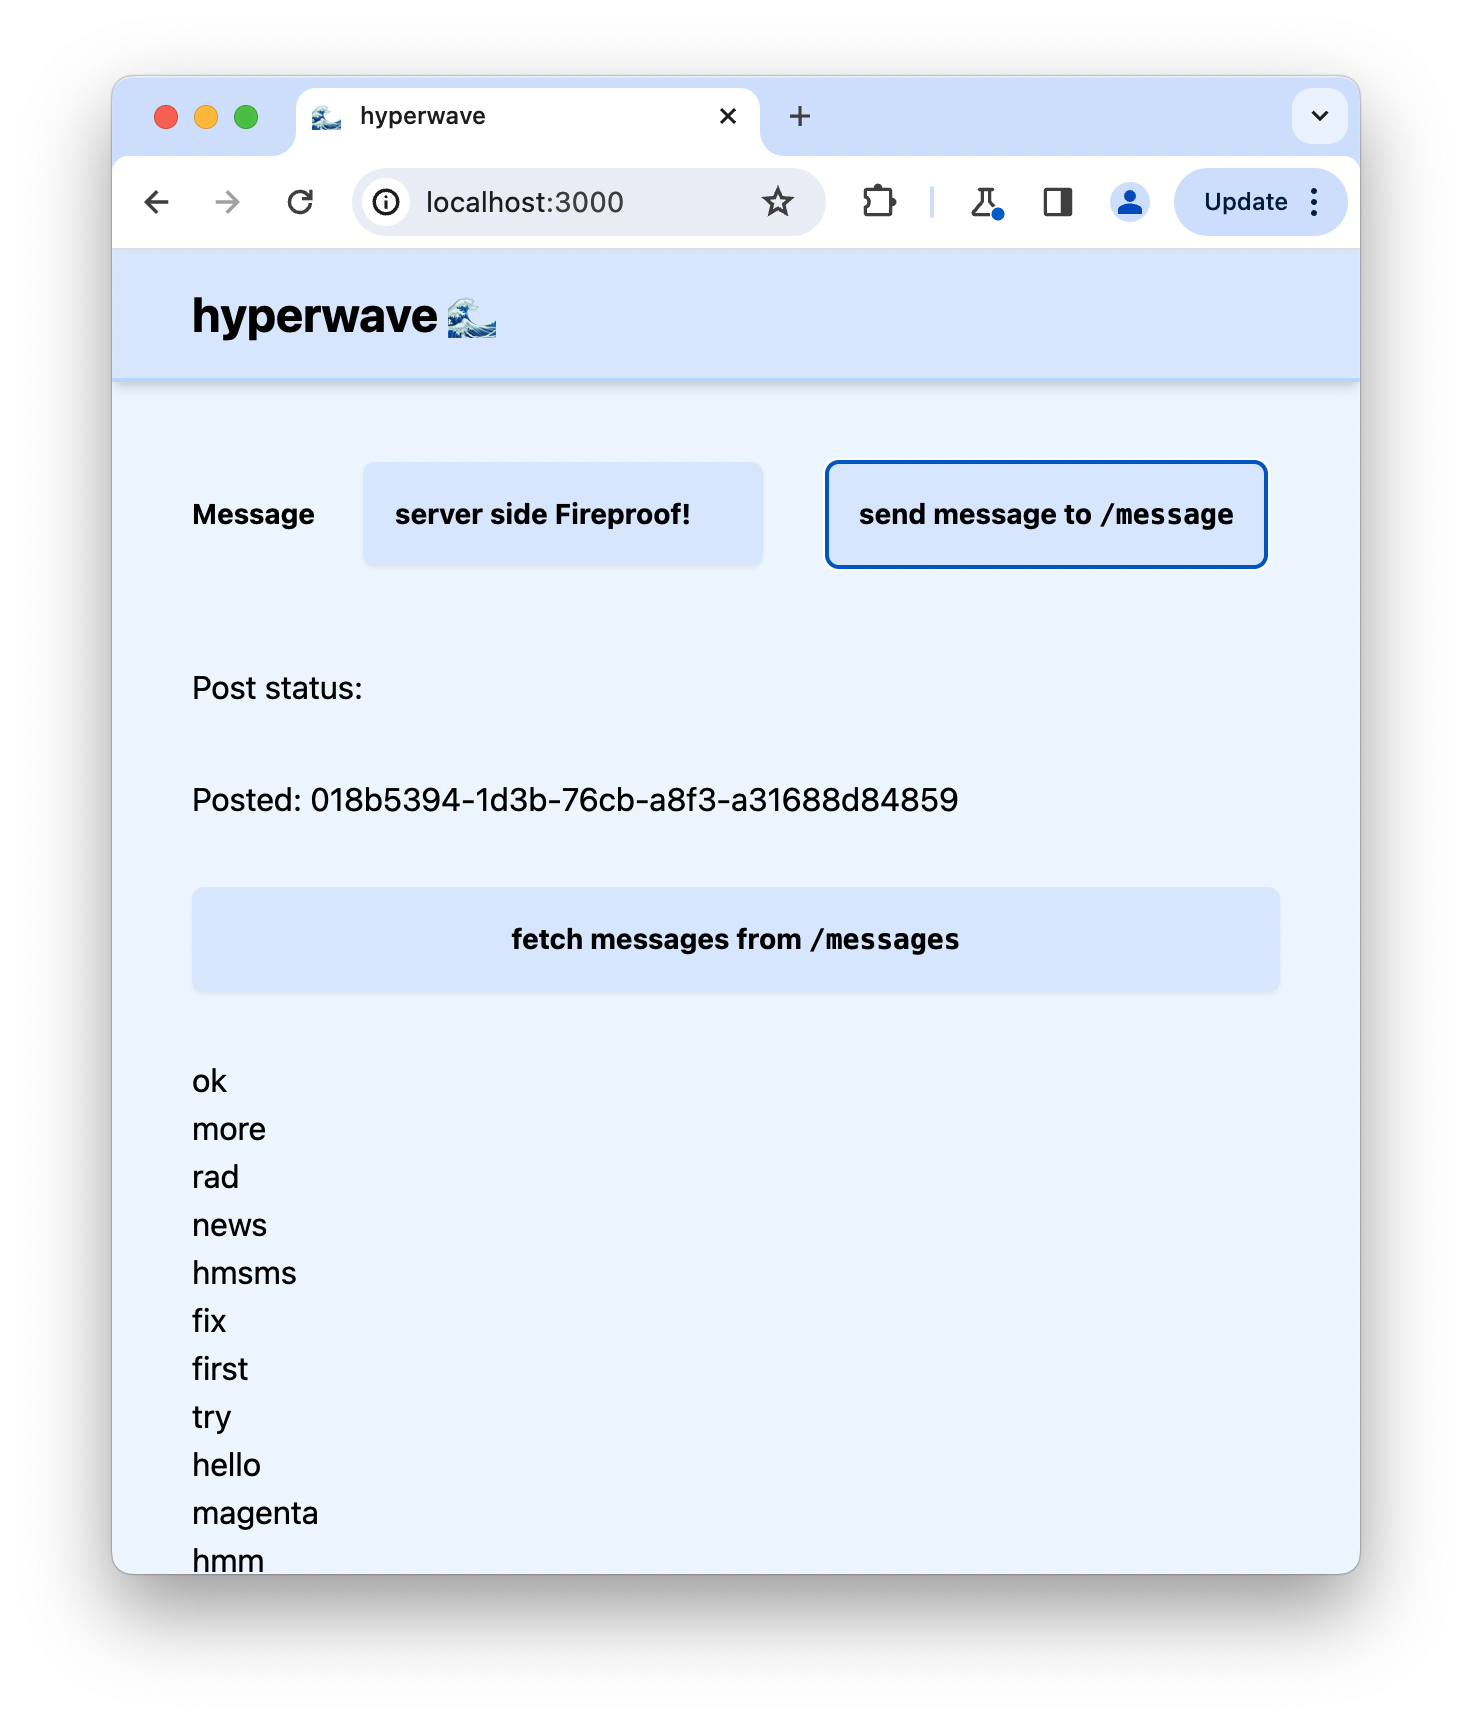 hyperwave
localhost:3000
Update
hyperwave
Message
server side Fireproof!
send message to /message
Post status:
Posted: 018b5394-1d3b-76cb-a8f3-a31688d84859
fetch messages from /messages
ok
more
rad
news
hmsms
fix
first
try
hello
magenta
hmm